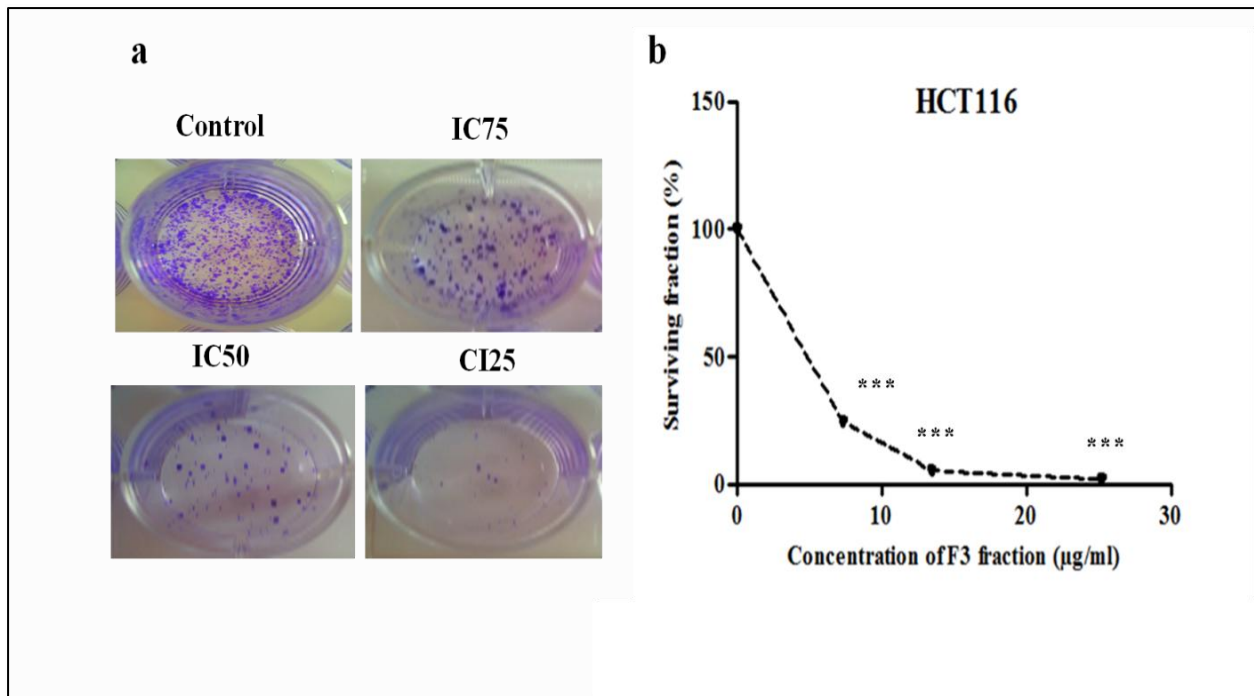 a
Control
IC75
IC50
CI25
b
HCT116
150
100
50
0
Surviving fraction (%)
***
***
***
0
10
20
30
Concentration of F3 fraction (µg/ml)